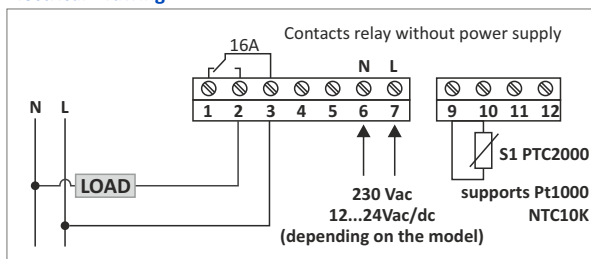 16A
Contacts relay without power supply
N L
1 2 3 4 5 6 7
9 10 11 12
N L
LOAD
S1 PTC2000
230 Vac
12...24Vac/dc
(depending on the model)
supports Pt1000
NTC10K